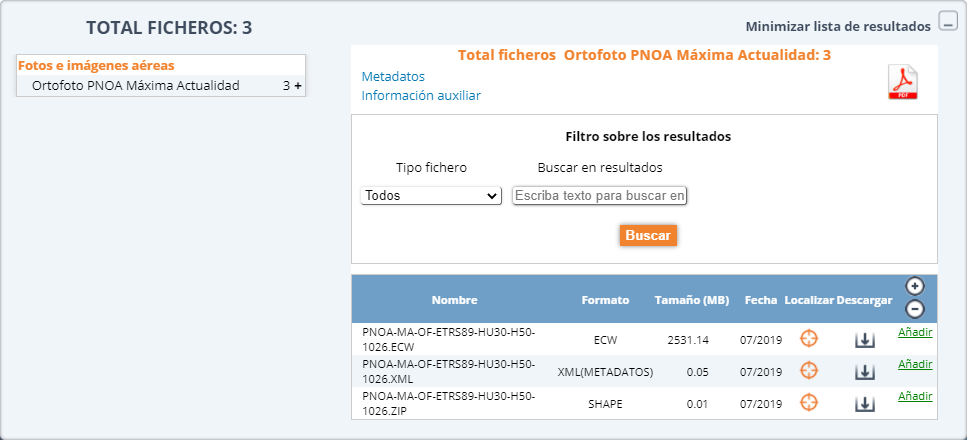 TOTAL FICHEROS: 3
Minimizar lista de resultados
Fotos e imágenes aéreas
Ortofoto PNOA Máxima Actualidad 3 +
Total ficheros Ortofoto PNOA Máxima Actualidad: 3
Metadatos
Información auxiliar
PDF
Filtro sobre los resultados
Tipo fichero Buscar en resultados
Todos Escriba texto para buscar en
Buscar
Nombre Formato Tamaño (MB) Fecha Localizar Descargar
PNOA-MA-OF-ETRS89-HU30-H50-
1026.ECW ECW 2531.14 07/2019 Añadir
PNOA-MA-OF-ETRS89-HU30-H50-
1026.XML XML(METADATOS) 0.05 07/2019 Añadir
PNOA-MA-OF-ETRS89-HU30-H50-
1026.ZIP SHAPE 0.01 07/2019 Añadir